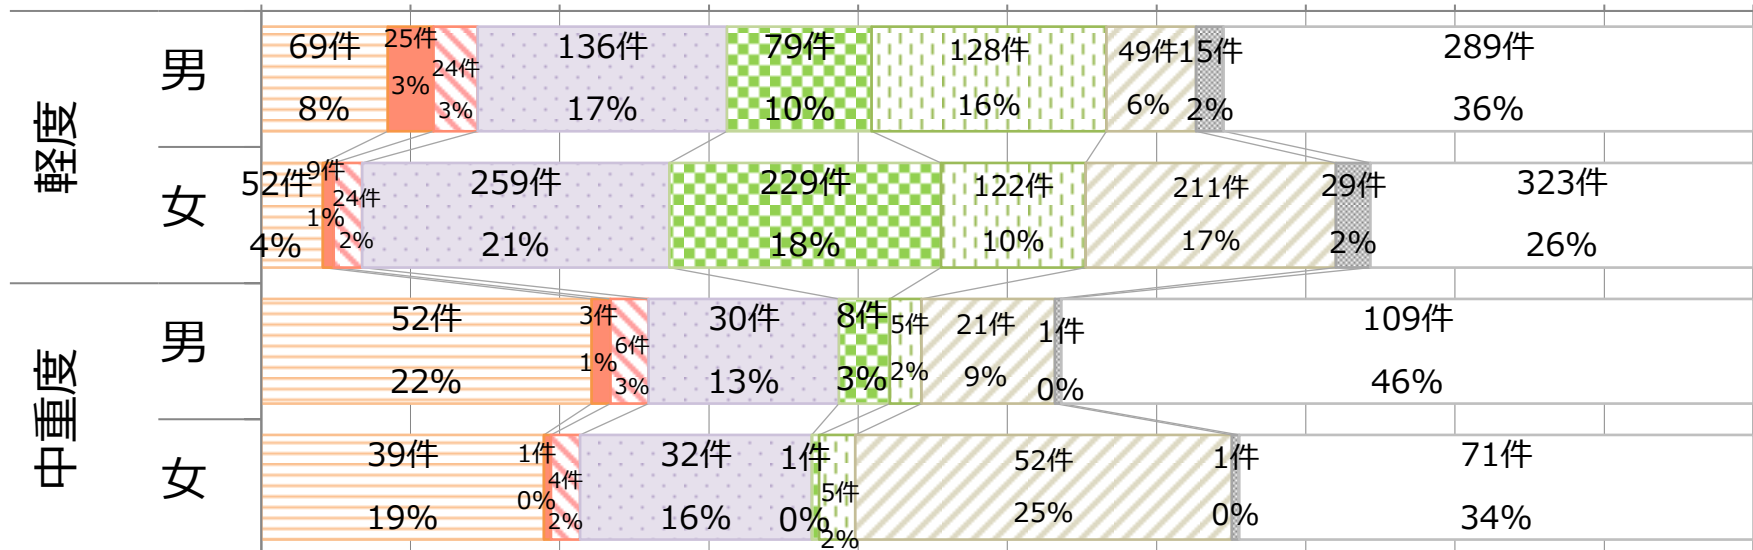 軽度
男
69件 25件 24件 136件 79件 128件 49件 15件 289件
8% 3% 3% 17% 10% 16% 6% 2% 36%
女
52件 9件 24件 259件 229件 122件 211件 29件 323件
4% 1% 2% 21% 18% 10% 17% 2% 26%
中重度
男
52件 3件 6件 30件 8件 5件 21件 1件 109件
22% 1% 3% 13% 3% 2% 9% 0% 46%
女
39件 1件 4件 32件 1件 5件 52件 1件 71件
19% 0% 2% 16% 0% 2% 25% 0% 34%